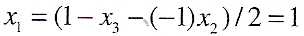 x₁ = (1 − x₃ − (−1)x₂) / 2 = 1